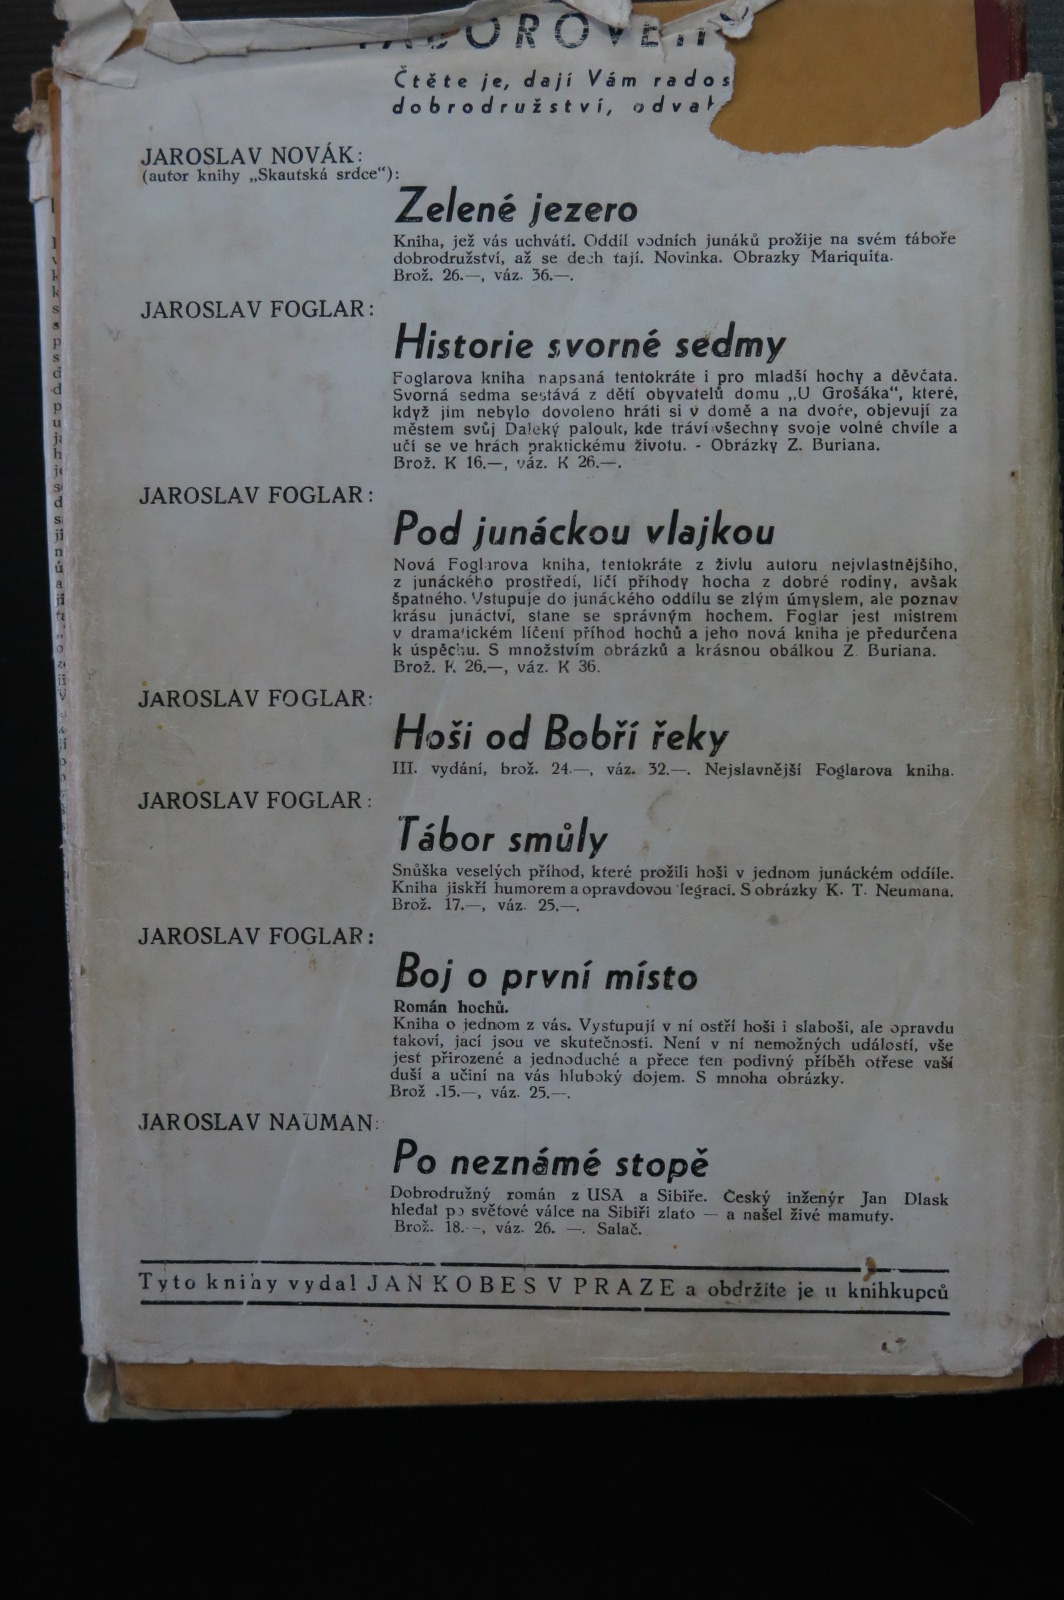 Čtěte je, dají Vám
dobrodružství,
JAROSLAV NOVÁK:
(autor knihy „Skautská srdce“):
Zelené jezero
Kniha, jež vás uchvátí. Oddíl vodních junáků prožije na svém táboře
dobrodružství, až se dech tají. Novinka. Obrazky Mariquita.
Brož. 26.—, váz. 36.—.
JAROSLAV FOGLAR:
Historie svorné sedmy
Foglarova kniha napsaná tentokráte i pro mladší hochy a děvčata.
Svorná sedma sestává z dětí obyvatelů domu „U Grošáka“, které,
když jim nebylo dovoleno hráti si v domě a na dvoře, objevují za
městem svůj Daleký palouk, kde tráví všechny svoje volné chvíle a
učí se ve hrách praktickému životu. - Obrázky Z. Buriana.
Brož. K 16.—, váz. K 26.—.
JAROSLAV FOGLAR:
Pod junáckou vlajkou
Nová Foglarova kniha, tentokráte z živlu autoru nejvlastnějšího,
z junáckého prostředí, líčí příhody hocha z dobré rodiny, avšak
špatného. Vstupuje do junáckého oddílu se zlým úmyslem, ale poznav
krásu junáctví, stane se správným hochem. Foglar jest mistrem
v dramatickém líčení příhod hochů a jeho nová kniha je předurčena
k úspěchu. S množstvím obrázků a krásnou obálkou Z. Buriana.
Brož. K 26.—, váz. K 36.
JAROSLAV FOGLAR:
Hoši od Bobří řeky
III. vydání, brož. 24.—, váz. 32.—. Nejslavnější Foglarova kniha.
JAROSLAV FOGLAR:
Tábor smůly
Snůška veselých příhod, které prožili hoši v jednom junáckém oddíle.
Kniha jiskří humorem a opravdovou legraci. S obrázky K. T. Neumana.
Brož. 17.—, váz. 25.—.
JAROSLAV FOGLAR:
Boj o první místo
Román hochů.
Kniha o jednom z vás. Vystupují v ní ostří hoši i slaboši, ale opravdu
takoví, jací jsou ve skutečnosti. Není v ní nemožných událostí, vše
jest přirozené a jednoduché a přece ten podivný příběh otřese vaší
duší a učiní na vás hluboký dojem. S mnoha obrázky.
Brož .15.—, váz. 25.—.
JAROSLAV NAUMAN:
Po neznámé stopě
Dobrodružný román z USA a Sibiře. Český inženýr Jan Dlask
hledal po světové válce na Sibiři zlato — a našel živé mamuty.
Brož. 18.—, váz. 26. —. Salač.
Tyto knihy vydal JAN KOBES V PRAZE a obdržíte je u knihkupců